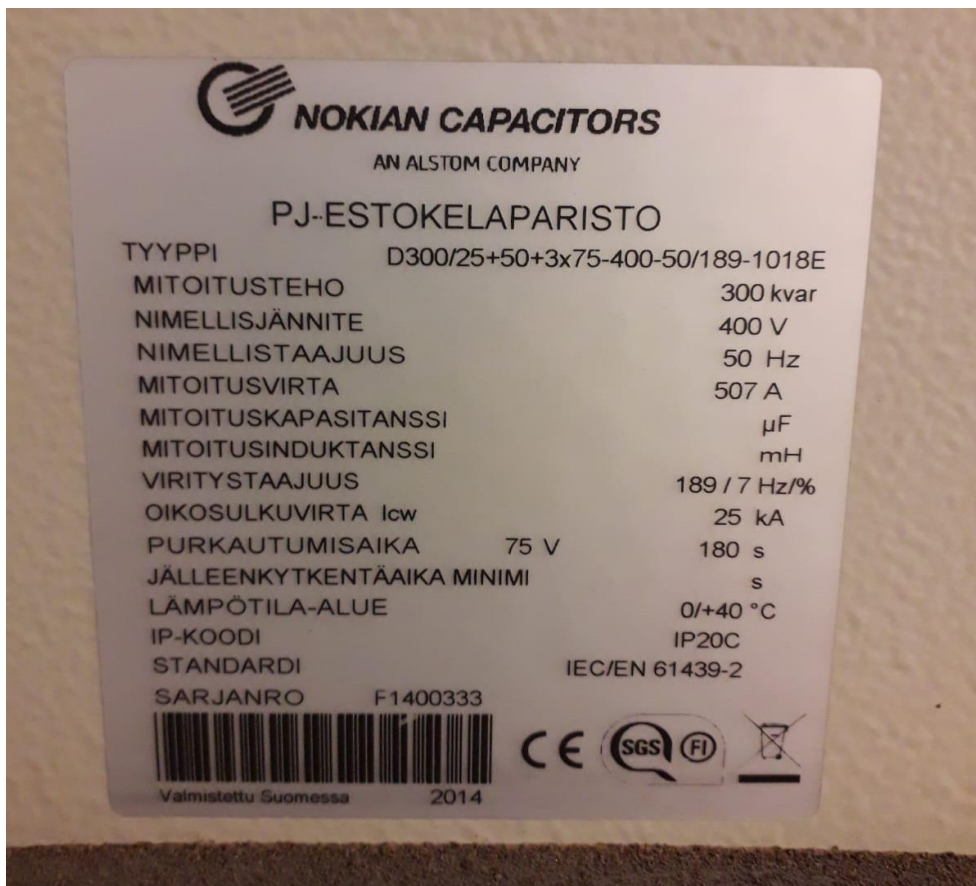 NOKIAN CAPACITORS
AN ALSTOM COMPANY
PJ-ESTOKELAPARISTO
TYYPPI D300/25+50+3x75-400-50/189-1018E
MITOITUSTEHO 300 kvar
NIMELLISJÄNNITE 400 V
NIMELLISTAAJUUS 50 Hz
MITOITUSVIRTA 507 A
MITOITUSKAPASITANSSI µF
MITOITUSINDUKTANSSI mH
VIRITYSTAAJUUS 189 / 7 Hz/%
OIKOSULKUVIRTA Icw 25 kA
PURKAUTUMISAIKA 75 V 180 s
JÄLLEENKYTKENTÄAIKA MINIMI s
LÄMPÖTILA-ALUE 0/+40 °C
IP-KOODI IP20C
STANDARDI IEC/EN 61439-2
SARJANRO F1400333
CE SGS FI
Valmistettu Suomessa 2014